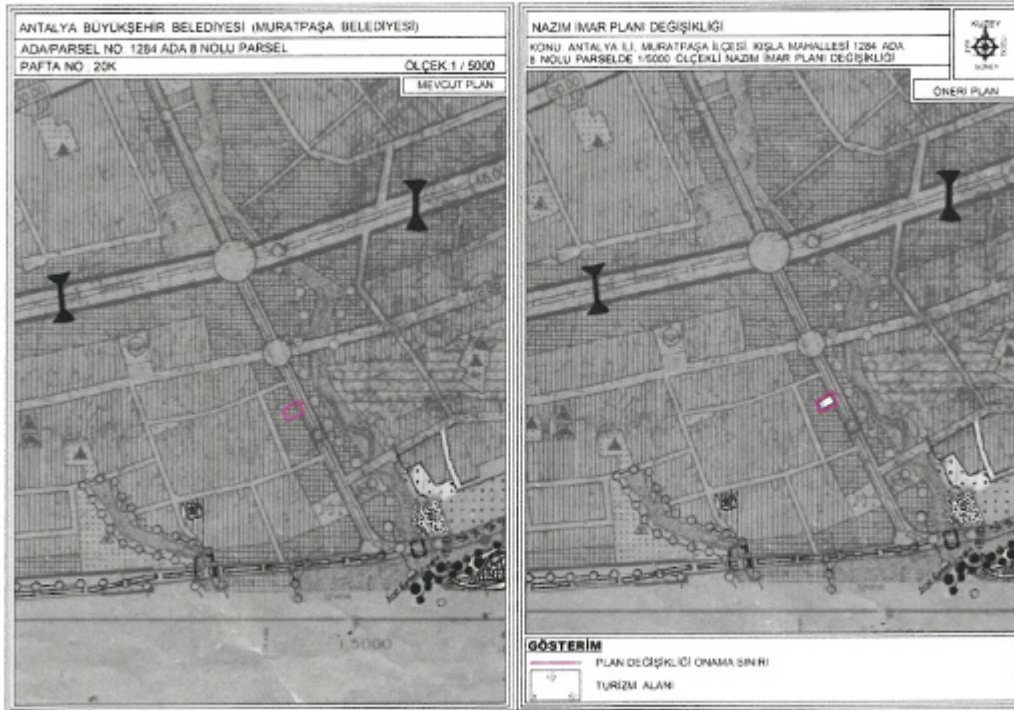 ANTALYA BÜYÜKŞEHİR BELEDİYESİ (MURATPAŞA BELEDİYESİ)
ADA/PARSEL NO 1284 ADA 8 NOLU PARSEL
PAFTA NO : 20K
ÖLÇEK 1 / 5000
MEVCUT PLAN
1.5000
NAZIM İMAR PLANI DEĞİŞİKLİĞİ
KONU ANTALYA İLİ, MURATPAŞA İLÇESİ, KIŞLA MAHALLESİ 1284 ADA
8 NOLU PARSELDE 1/5000 ÖLÇEKLİ NAZIM İMAR PLANI DEĞİŞİKLİĞİ
KUZEY
GÜNEY
ÖNERİ PLAN
GÖSTERİM
PLAN DEĞİŞİKLİĞİ ONAMA SINIRI
TURİZM ALANI